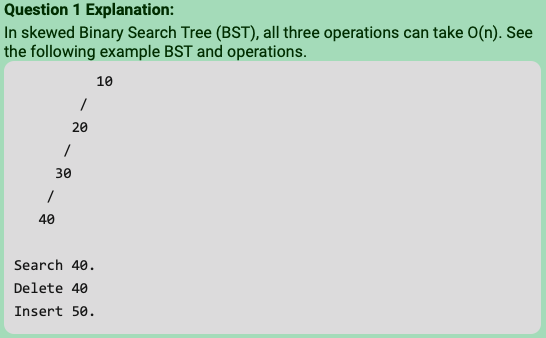 Question 1 Explanation:
In skewed Binary Search Tree (BST), all three operations can take O(n). See
the following example BST and operations.
10
/
20
/
30
/
40
Search 40.
Delete 40
Insert 50.